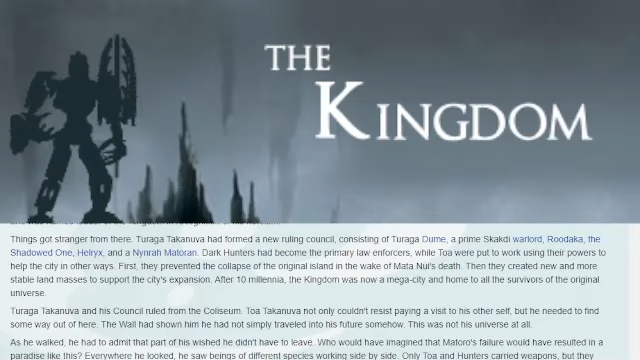 THE
KINGDOM
Things got stranger from there. Turaga Takanuva had formed a new ruling council, consisting of Turaga Dume, a prime Skakdi warlord, Roodaka, the
Shadowed One, Helryx, and a Nynrah Matoran. Dark Hunters had become the primary law enforcers, while Toa were put to work using their powers to
help the city in other ways. First, they prevented the collapse of the original island in the wake of Mata Nui's death. Then they created new and more
stable land masses to support the city's expansion. After 10 millennia, the Kingdom was now a mega-city and home to all the survivors of the original
universe.
Turaga Takanuva and his Council ruled from the Coliseum. Toa Takanuva not only couldn't resist paying a visit to his other self, but he needed to find
some way out of here. The Wall had shown him he had not simply traveled into his future somehow. This was not his universe at all.
As he walked, he had to admit that part of his wished he didn't have to leave. Who would have imagined that Matoro's failure would have resulted in a
paradise like this? Everywhere he looked, he saw beings of different species working side by side. Only Toa and Hunters carried weapons, but they